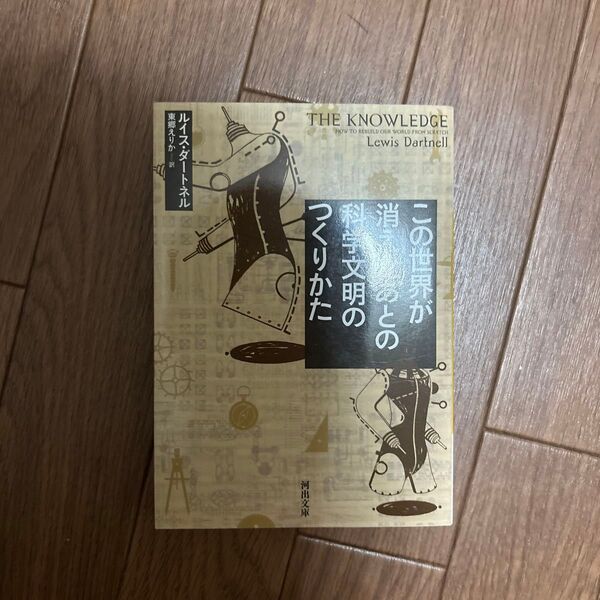 THE KNOWLEDGE
HOW TO REBUILD OUR WORLD FROM SCRATCH
Lewis Dartnell
ルイス・ダートネル
東郷えりか―訳
この世界が
消えたあとの
科学文明の
つくりかた
河出文庫